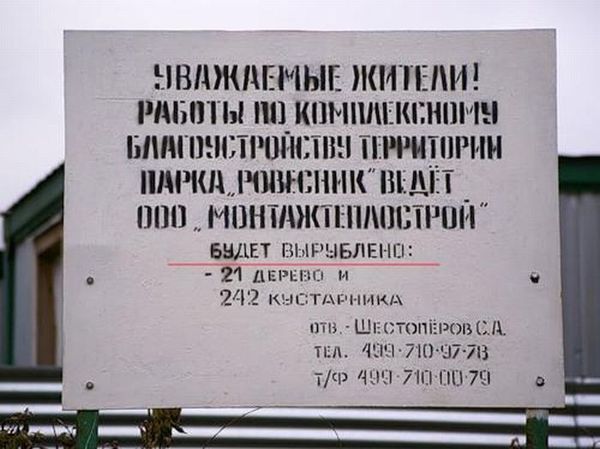 УВАЖАЕМЫЕ ЖИТЕЛИ!
РАБОТЫ ПО КОМПЛЕКСНОМУ
БЛАГОУСТРОЙСТВУ ТЕРРИТОРИИ
ПАРКА „РОВЕСНИК" ВЕДЁТ
ООО „МОНТАЖТЕПЛОСТРОЙ"
БУДЕТ ВЫРУБЛЕНО:
- 21 ДЕРЕВО И
242 КУСТАРНИКА
ОТВ.- ШЕСТОПЁРОВ С.А.
ТЕЛ. 499-710-97-78
Т/Ф 499-710-00-79